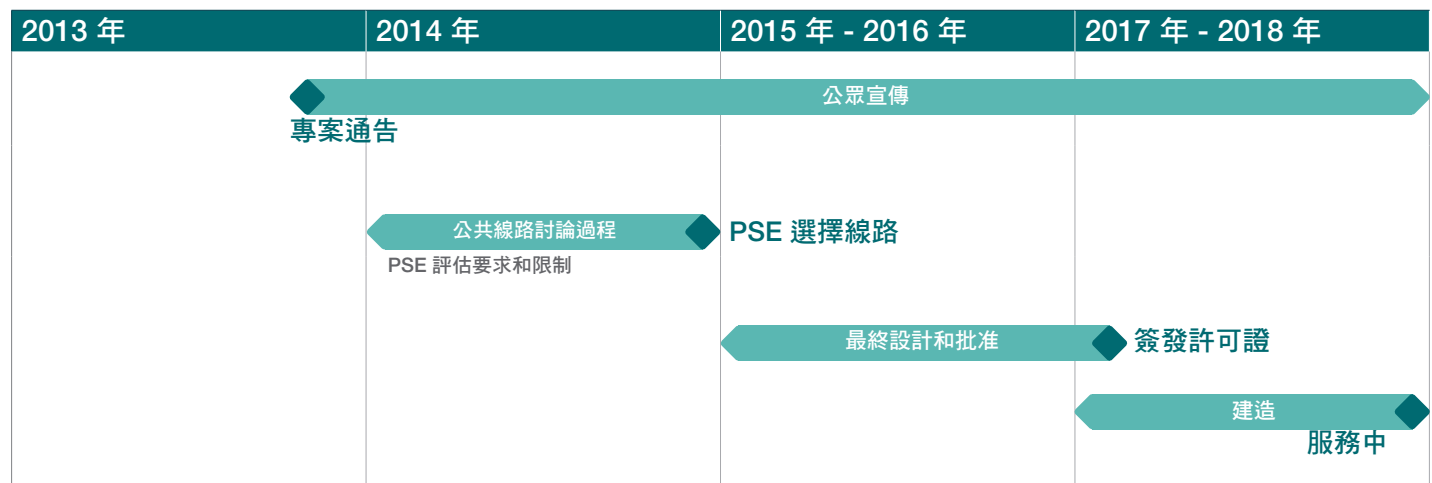 2013 年
2014 年
2015 年 - 2016 年
2017 年 - 2018 年
公眾宣傳
專案通告
公共線路討論過程
PSE 選擇線路
PSE 評估要求和限制
最終設計和批准
簽發許可證
建造
服務中